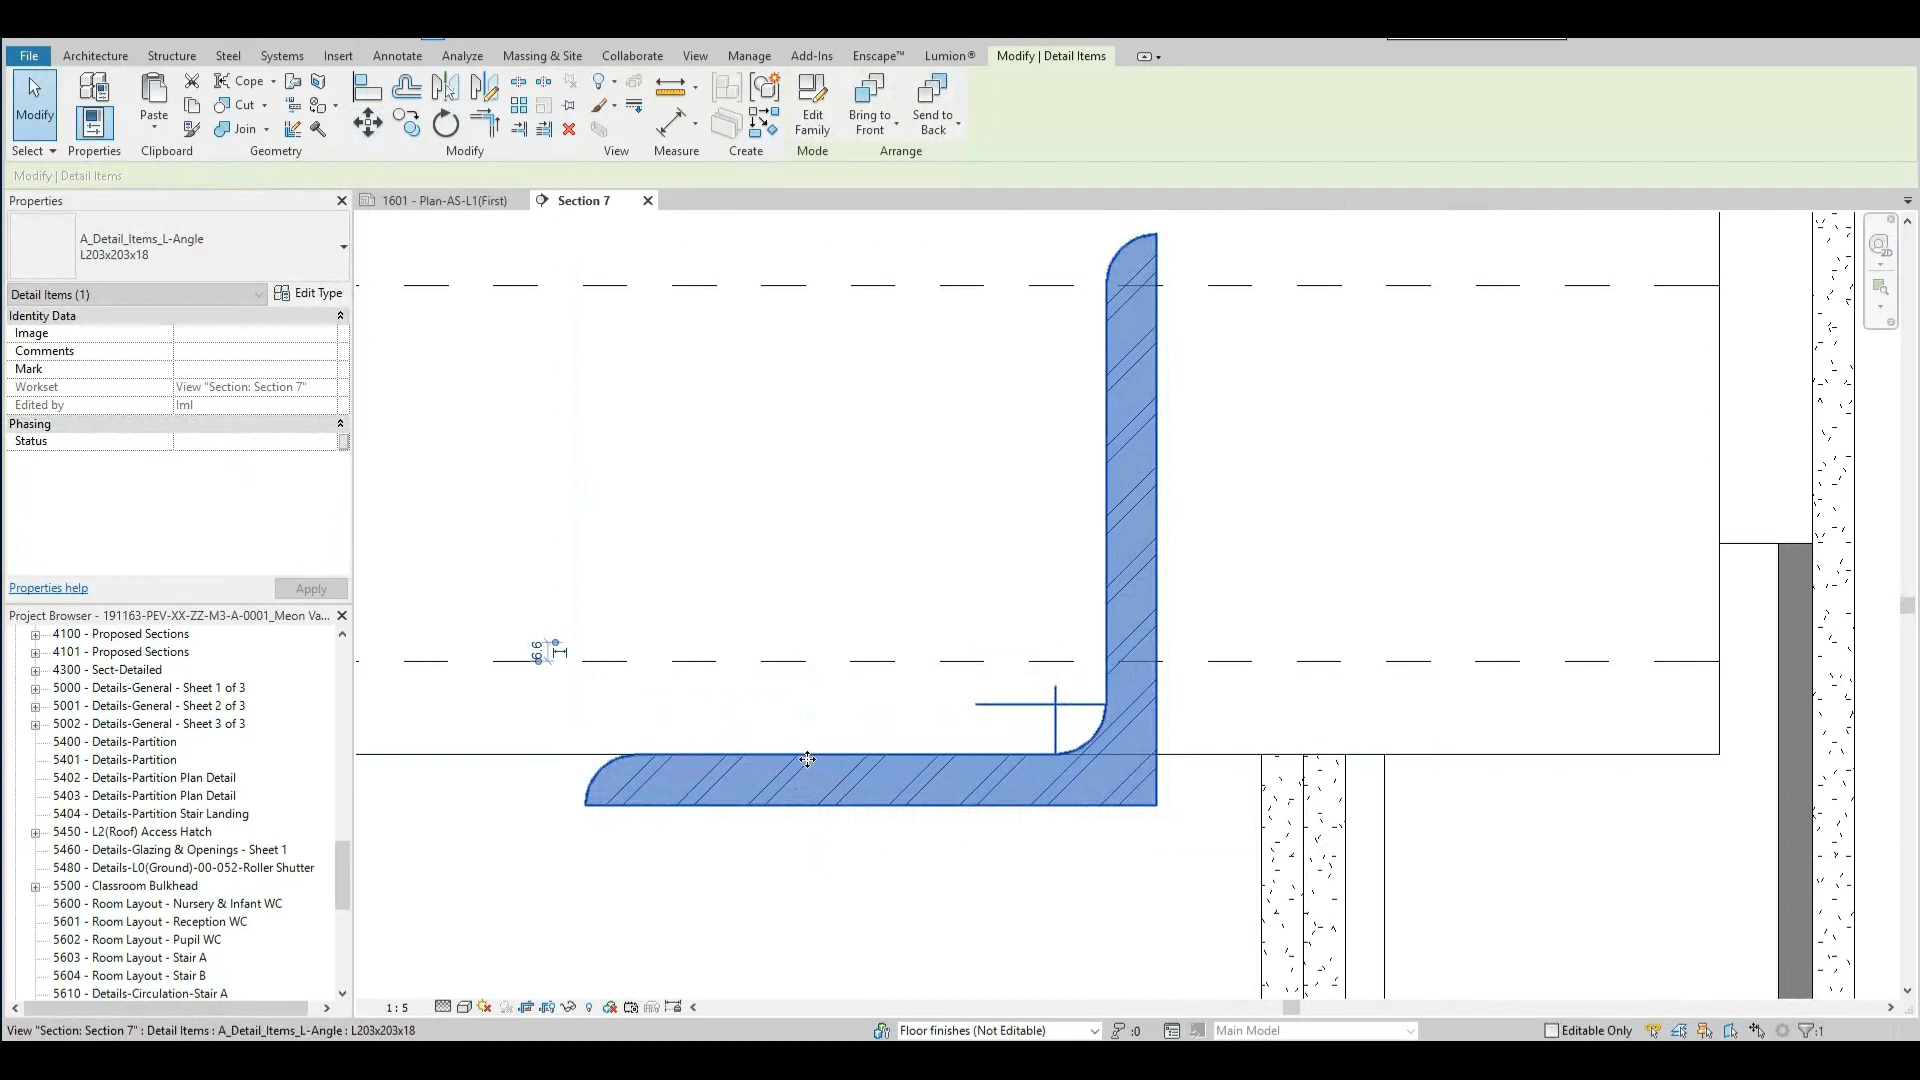 File Architecture Structure Steel Systems Insert Annotate Analyze Massing & Site Collaborate View Manage Add-Ins Enscape™ Lumion® Modify | Detail Items
Modify Paste Cope Cut Join Edit Family Bring to Front Send to Back
Select Properties Clipboard Geometry Modify View Measure Create Mode Arrange
Modify | Detail Items
Properties
1601 - Plan-AS-L1(First) Section 7
A_Detail_Items_L-Angle
L203x203x18
Detail Items (1) Edit Type
Identity Data
Image
Comments
Mark
Workset View "Section: Section 7"
Edited by lml
Phasing
Status
Properties help Apply
Project Browser - 191163-PEV-XX-ZZ-M3-A-0001_Meon Va...
4100 - Proposed Sections
4101 - Proposed Sections
4300 - Sect-Detailed
5000 - Details-General - Sheet 1 of 3
5001 - Details-General - Sheet 2 of 3
5002 - Details-General - Sheet 3 of 3
5400 - Details-Partition
5401 - Details-Partition
5402 - Details-Partition Plan Detail
5403 - Details-Partition Plan Detail
5404 - Details-Partition Stair Landing
5450 - L2(Roof) Access Hatch
5460 - Details-Glazing & Openings - Sheet 1
5480 - Details-L0(Ground)-00-052-Roller Shutter
5500 - Classroom Bulkhead
5600 - Room Layout - Nursery & Infant WC
5601 - Room Layout - Reception WC
5602 - Room Layout - Pupil WC
5603 - Room Layout - Stair A
5604 - Room Layout - Stair B
5610 - Details-Circulation-Stair A
2D
1 : 5
View "Section: Section 7" : Detail Items : A_Detail_Items_L-Angle : L203x203x18 Floor finishes (Not Editable) :0 Main Model Editable Only :1